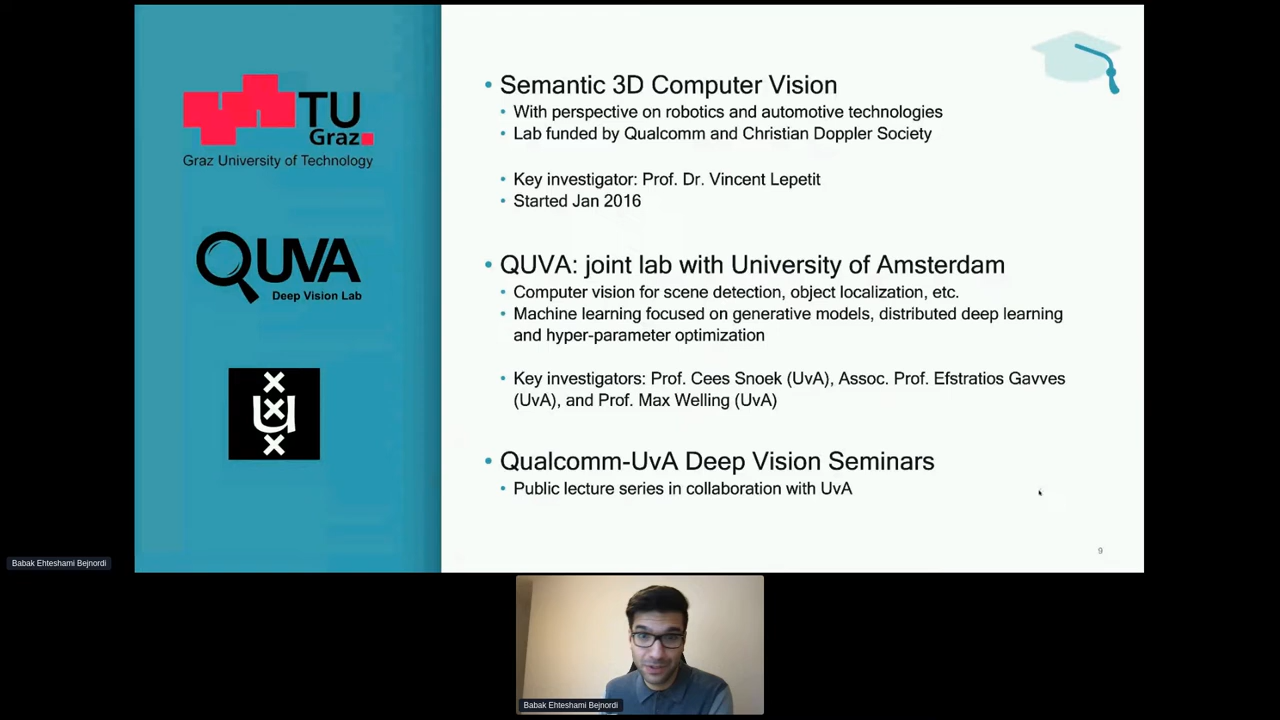 TU
Graz
Graz University of Technology
QUVA
Deep Vision Lab
U
• Semantic 3D Computer Vision
• With perspective on robotics and automotive technologies
• Lab funded by Qualcomm and Christian Doppler Society
• Key investigator: Prof. Dr. Vincent Lepetit
• Started Jan 2016
• QUVA: joint lab with University of Amsterdam
• Computer vision for scene detection, object localization, etc.
• Machine learning focused on generative models, distributed deep learning
and hyper-parameter optimization
• Key investigators: Prof. Cees Snoek (UvA), Assoc. Prof. Efstratios Gavves
(UvA), and Prof. Max Welling (UvA)
• Qualcomm-UvA Deep Vision Seminars
• Public lecture series in collaboration with UvA
9
Babak Ehteshami Bejnordi
Babak Ehteshami Bejnordi